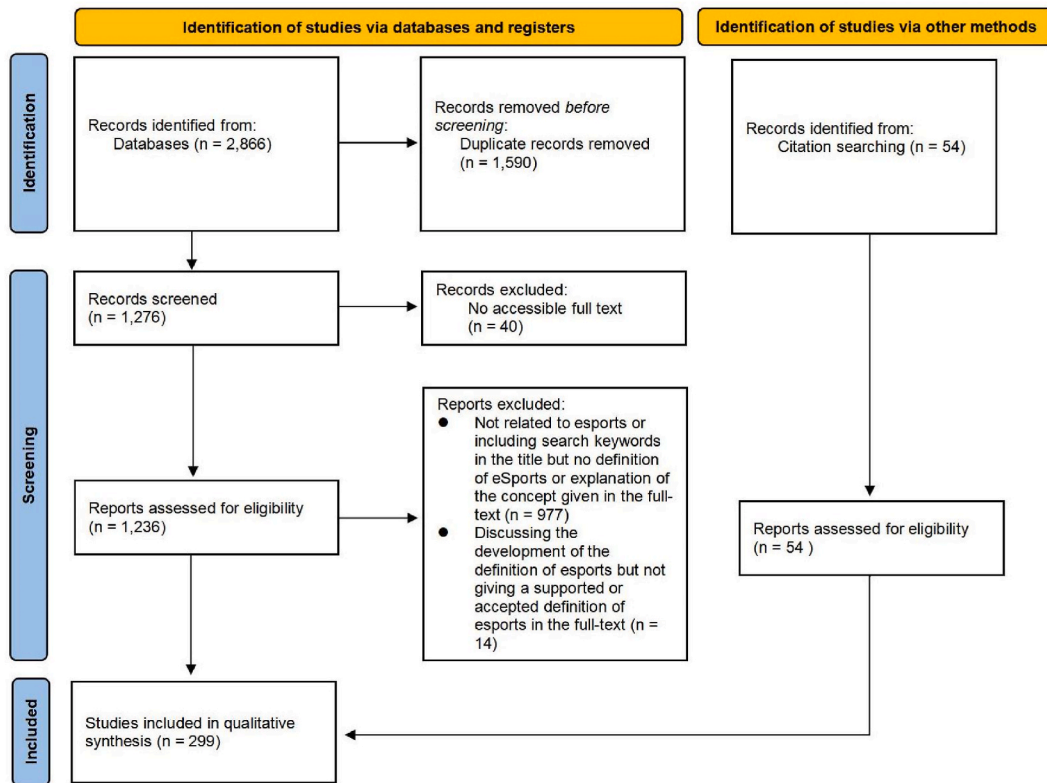 Identification of studies via databases and registers
Identification of studies via other methods
Identification
Records identified from:
Databases (n = 2,866)
Records removed before
screening:
Duplicate records removed
(n = 1,590)
Records identified from:
Citation searching (n = 54)
Screening
Records screened
(n = 1,276)
Records excluded:
No accessible full text
(n = 40)
Reports assessed for eligibility
(n = 1,236)
Reports excluded:
● Not related to esports or
including search keywords
in the title but no definition
of eSports or explanation
of the concept given in the full-
text (n = 977)
● Discussing the
development of the
definition of esports but not
giving a supported or
accepted definition of
esports in the full-text (n =
14)
Reports assessed for eligibility
(n = 54 )
Included
Studies included in qualitative
synthesis (n = 299)